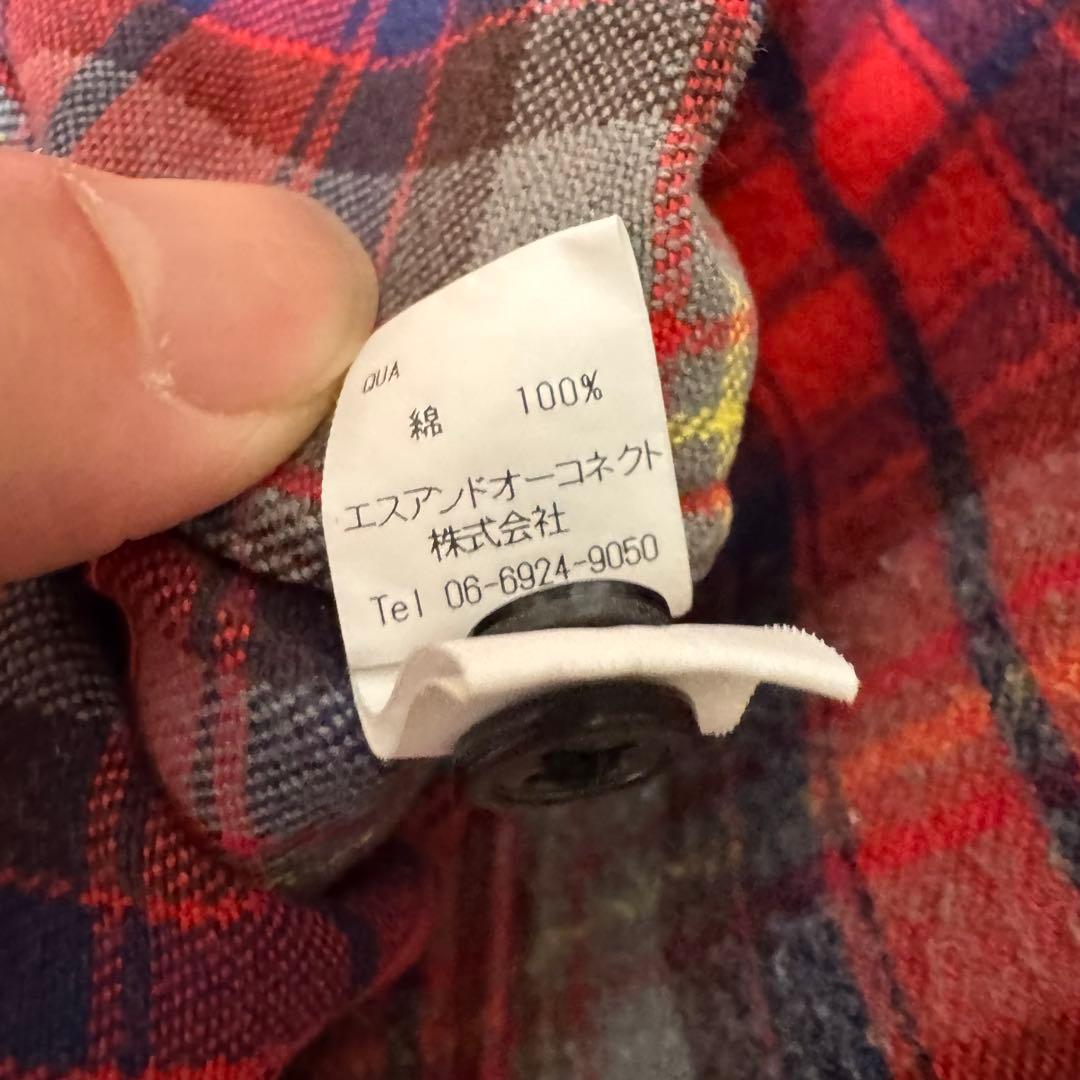 QUA
綿 100%
エスアンドオーコネクト
株式会社
Tel 06-6924-9050